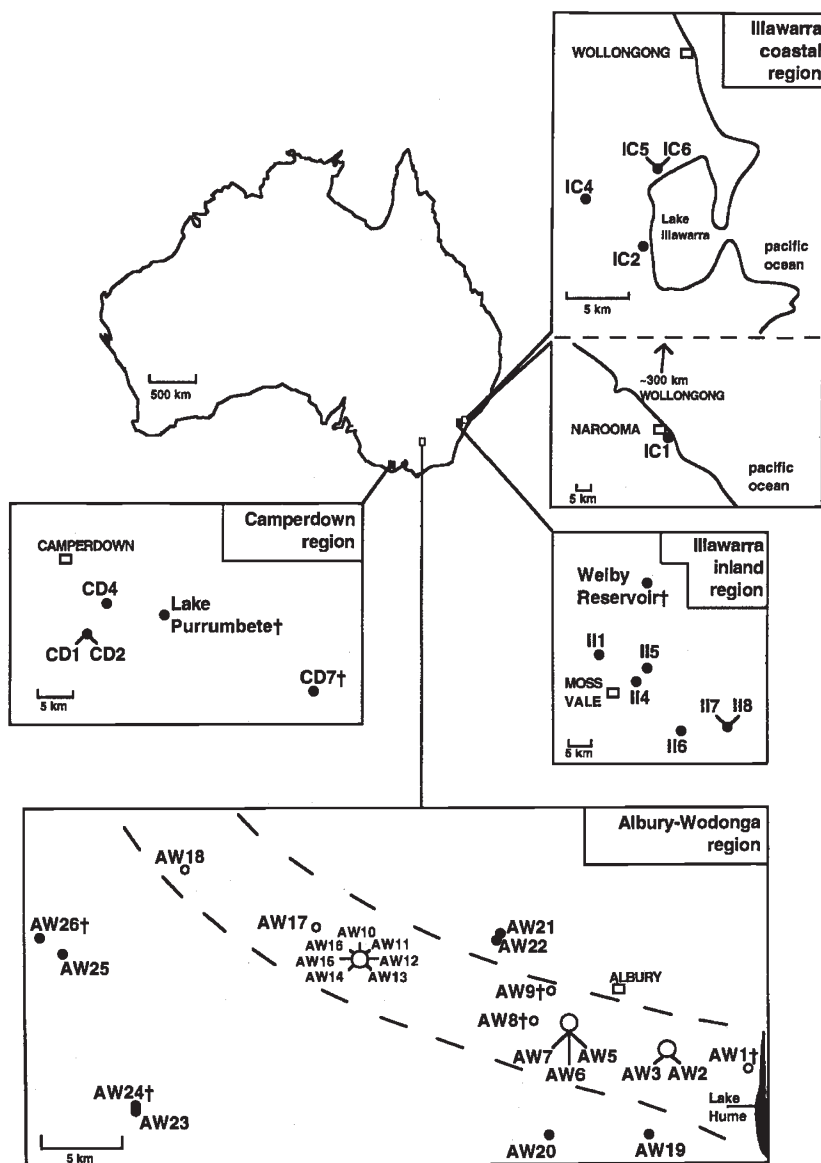 Illawarra
coastal
region
WOLLONGONG
IC5 IC6
IC4
Lake
Illawarra
IC2
pacific
ocean
5 km
~300 km
WOLLONGONG
NAROOMA
IC1
pacific
ocean
5 km
500 km
Camperdown
region
CAMPERDOWN
CD4
Lake
Purrumbete†
CD1 CD2
CD7†
5 km
Illawarra
inland
region
Welby
Reservoir†
II1
II5
MOSS
VALE
II4
II7 II8
II6
5 km
Albury-Wodonga
region
AW18
AW17
AW10
AW16 AW11
AW15 AW12
AW14 AW13
AW26†
AW25
AW21
AW22
AW9†
ALBURY
AW8†
AW7 AW5
AW6
AW3 AW2
AW1†
Lake
Hume
AW24†
AW23
AW20
AW19
5 km